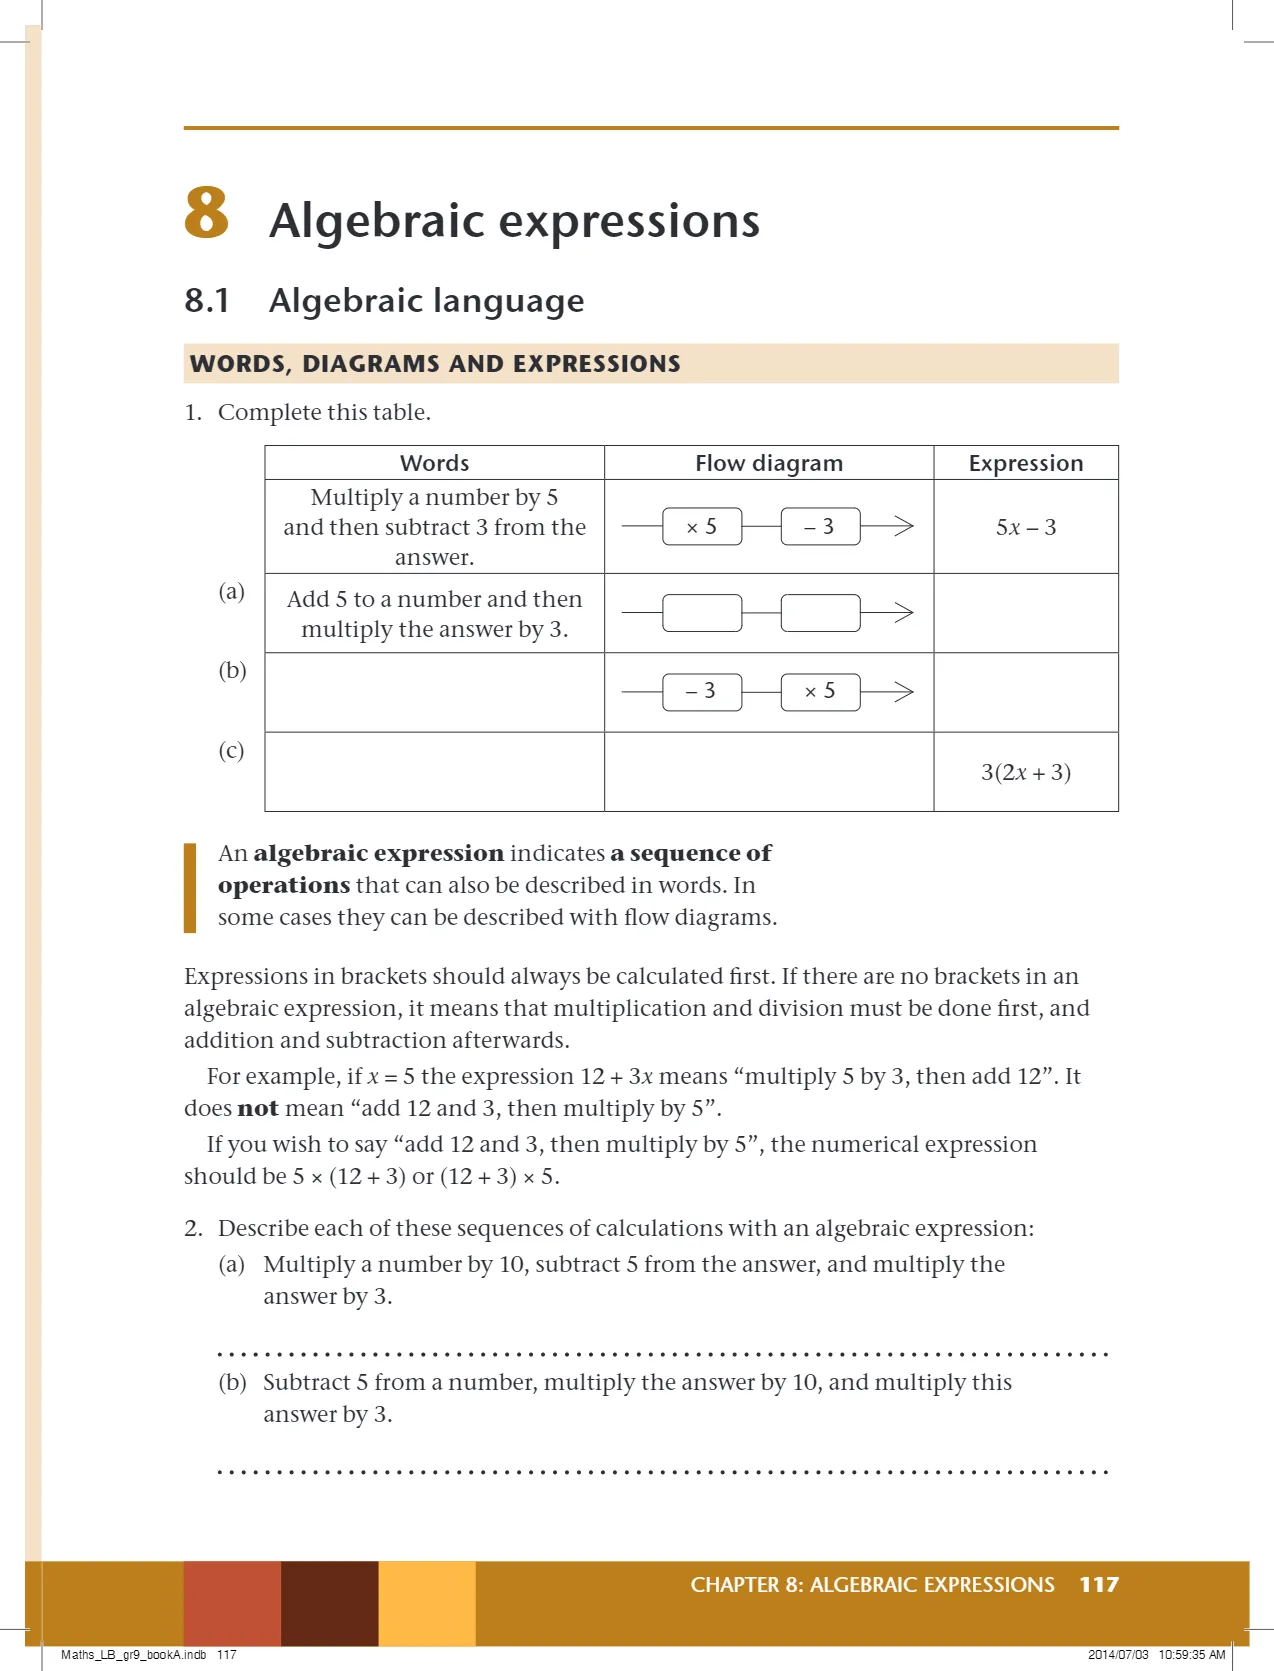 8 Algebraic expressions
8.1 Algebraic language
WORDS, DIAGRAMS AND EXPRESSIONS
1. Complete this table.
Words Flow diagram Expression
Multiply a number by 5
and then subtract 3 from the
answer.
× 5 – 3
5x – 3
(a)
Add 5 to a number and then
multiply the answer by 3.
(b)
– 3 × 5
(c)
3(2x + 3)
An algebraic expression indicates a sequence of
operations that can also be described in words. In
some cases they can be described with flow diagrams.
Expressions in brackets should always be calculated first. If there are no brackets in an
algebraic expression, it means that multiplication and division must be done first, and
addition and subtraction afterwards.
For example, if x = 5 the expression 12 + 3x means “multiply 5 by 3, then add 12”. It
does not mean “add 12 and 3, then multiply by 5”.
If you wish to say “add 12 and 3, then multiply by 5”, the numerical expression
should be 5 × (12 + 3) or (12 + 3) × 5.
2. Describe each of these sequences of calculations with an algebraic expression:
(a) Multiply a number by 10, subtract 5 from the answer, and multiply the
answer by 3.
(b) Subtract 5 from a number, multiply the answer by 10, and multiply this
answer by 3.
CHAPTER 8: ALGEBRAIC EXPRESSIONS 117
Maths_LB_gr9_bookA.indb 117 2014/07/03 10:59:35 AM